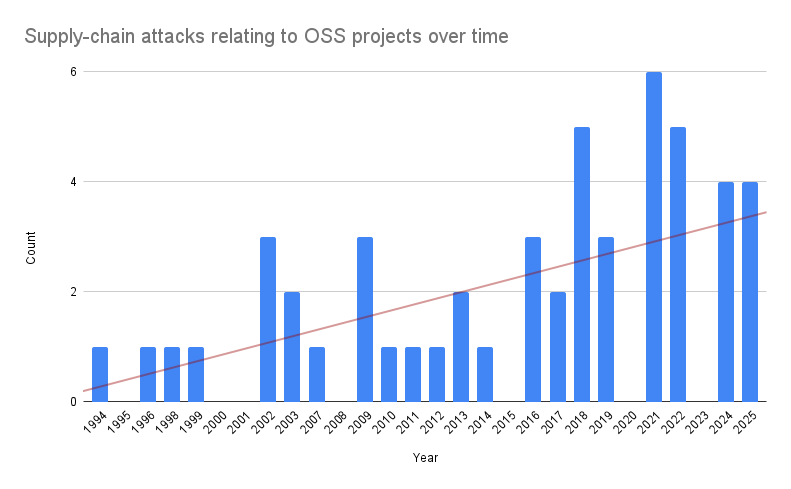 Supply-chain attacks relating to OSS projects over time
6
4
2
0
Count
1994 1995 1996 1998 1999 2000 2001 2002 2003 2007 2008 2009 2010 2011 2012 2013 2014 2015 2016 2017 2018 2019 2020 2021 2022 2023 2024 2025
Year